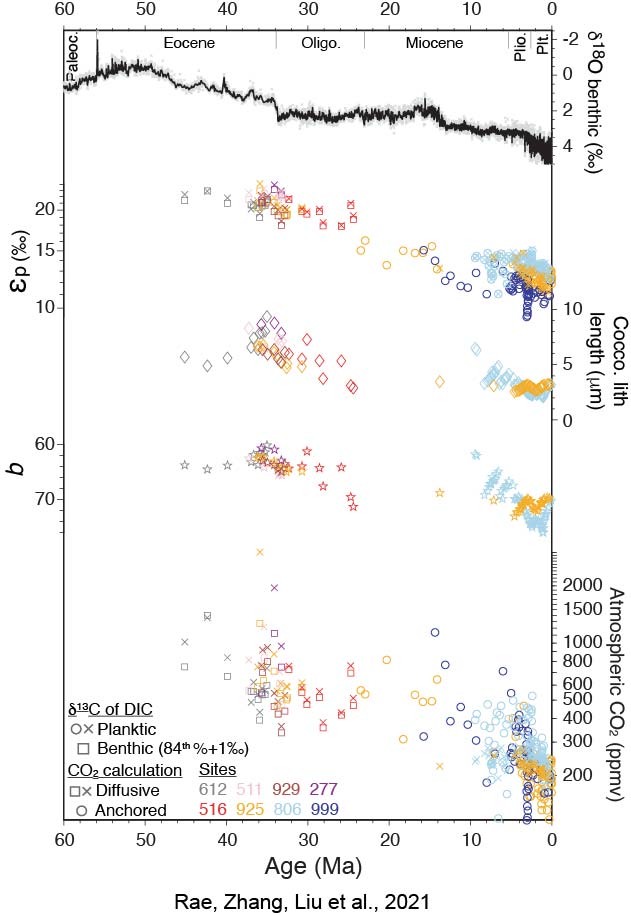 60 50 40 30 20 10 0
Paleoc.
Eocene
Oligo.
Miocene
Plio.
Plt.
-2
0
2
4
δ18O benthic (‰)
20
15
10
εp (‰)
10
5
0
Cocco. lith
length (μm)
60
70
b
2000
1500
1000
800
600
500
400
300
200
Atmospheric CO2 (ppmv)
δ13C of DIC
Planktic
Benthic (84th %+1‰)
CO2 calculation
Sites
Diffusive
612 511 929 277
Anchored
516 925 806 999
60 50 40 30 20 10 0
Age (Ma)
Rae, Zhang, Liu et al., 2021